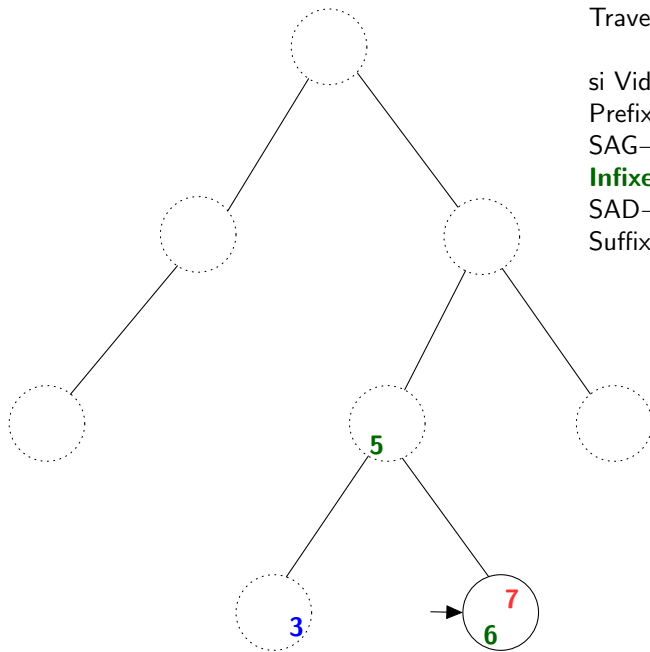 Trave
si Vid
Prefix
SAG–
Infixe
SAD–
Suffix
5
3
7
6